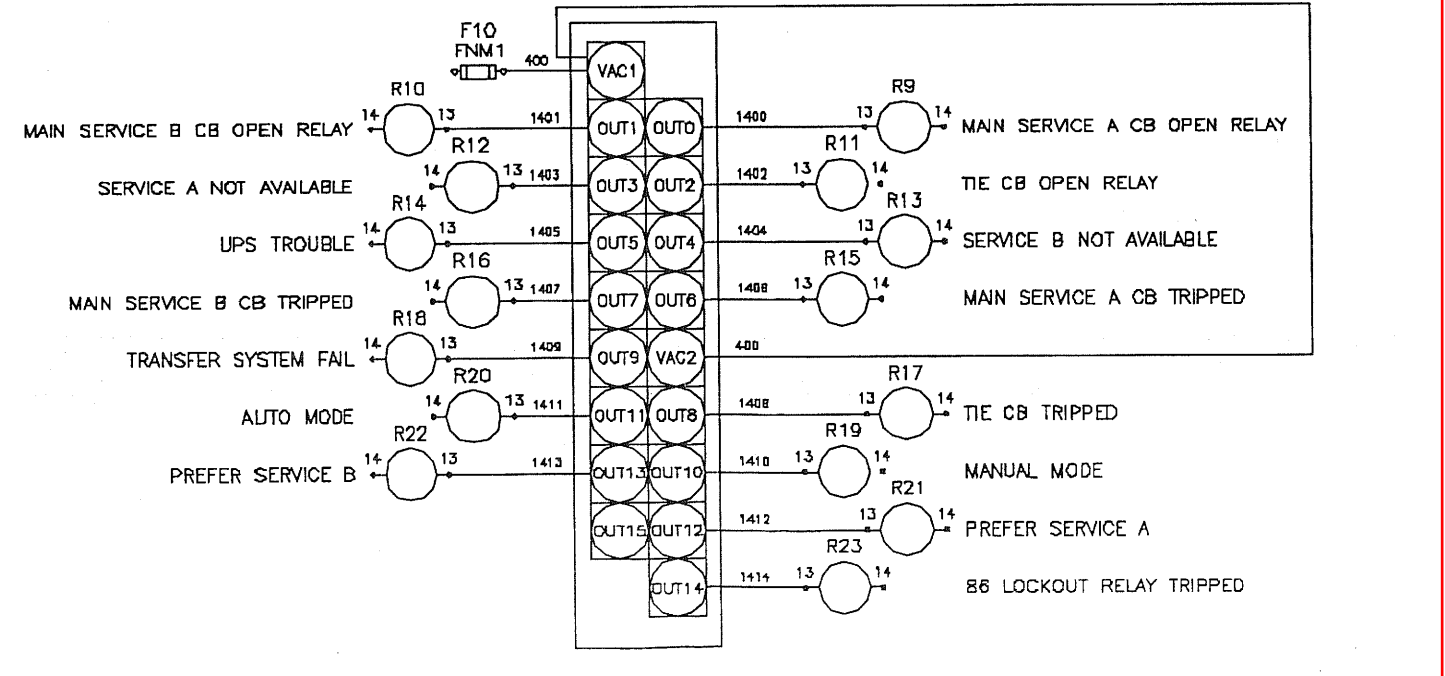 F10
FNM1
400
VAC1
R10
14 13 1401 OUT1
MAIN SERVICE B CB OPEN RELAY
OUT0 1400 13 14
R9
MAIN SERVICE A CB OPEN RELAY
R12
14 13 1403 OUT3
SERVICE A NOT AVAILABLE
OUT2 1402 13 14
R11
TIE CB OPEN RELAY
R14
14 13 1405 OUT5
UPS TROUBLE
OUT4 1404 13 14
R13
SERVICE B NOT AVAILABLE
R16
14 13 1407 OUT7
MAIN SERVICE B CB TRIPPED
OUT6 1406 13 14
R15
MAIN SERVICE A CB TRIPPED
R18
14 13 1409 OUT9
TRANSFER SYSTEM FAIL
VAC2 400
R20
14 13 1411 OUT11
AUTO MODE
OUT8 1408 13 14
R17
TIE CB TRIPPED
R22
14 13 1413 OUT13
PREFER SERVICE B
OUT10 1410 13 14
R19
MANUAL MODE
OUT15
OUT12 1412 13 14
R21
PREFER SERVICE A
OUT14 1414 13 14
R23
86 LOCKOUT RELAY TRIPPED